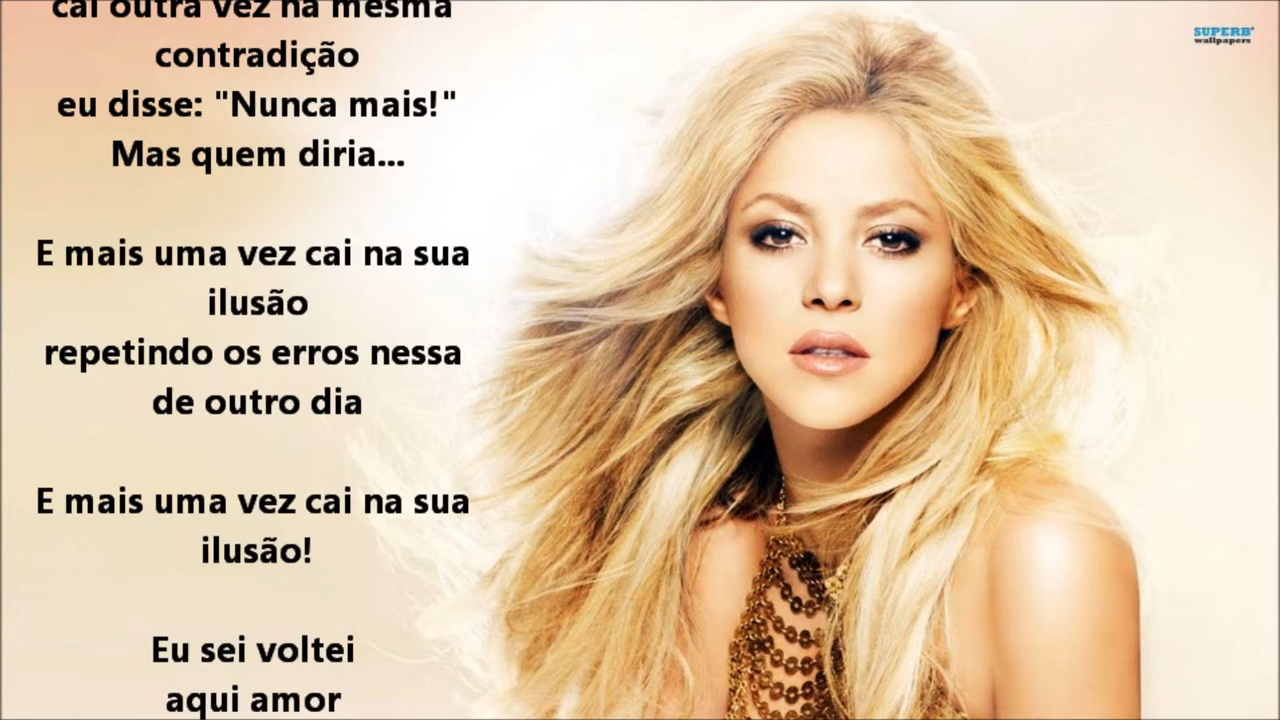 cai outra vez na mesma
contradição
eu disse: "Nunca mais!"
Mas quem diria...
E mais uma vez cai na sua
ilusão
repetindo os erros nessa
de outro dia
E mais uma vez cai na sua
ilusão!
Eu sei voltei
aqui amor
SUPERB
wallpapers